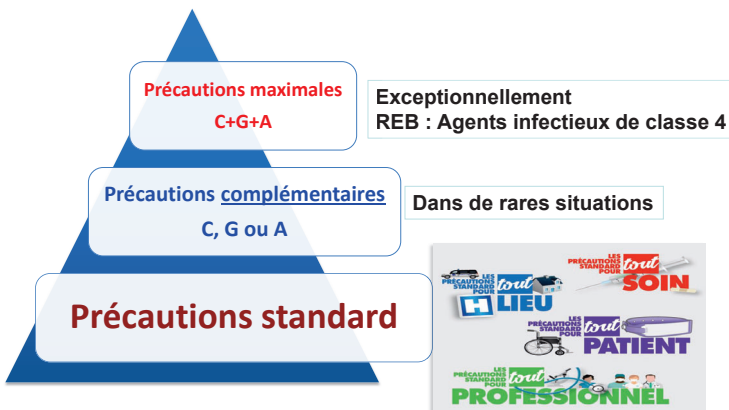 Précautions maximales
C+G+A
Exceptionnellement
REB : Agents infectieux de classe 4
Précautions complémentaires
C, G ou A
Dans de rares situations
Précautions standard
LES
PRÉCAUTIONS
STANDARD
POUR
tout
LIEU
LES
PRÉCAUTIONS
STANDARD
POUR
tout
SOIN
LES
PRÉCAUTIONS
STANDARD
POUR
tout
PATIENT
LES
PRÉCAUTIONS
STANDARD
POUR
tout
PROFESSIONNEL